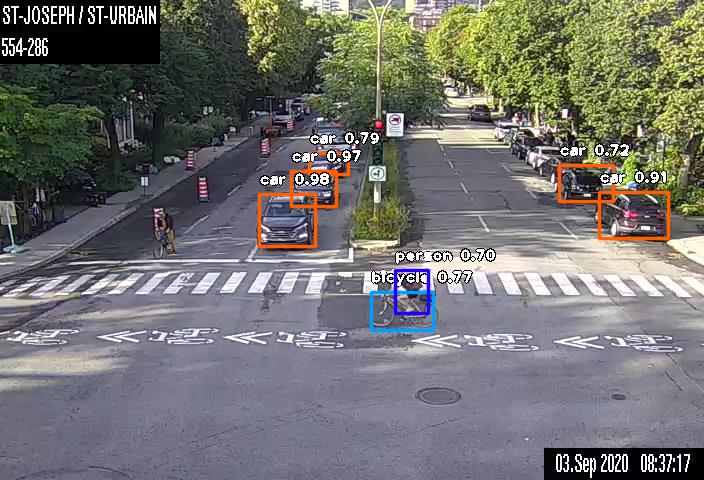 ST-JOSEPH / ST-URBAIN
554-286
car 0.79
car 0.97
car 0.98
car 0.72
car 0.91
person 0.70
bicycle 0.77
03.Sep 2020 08:37:17